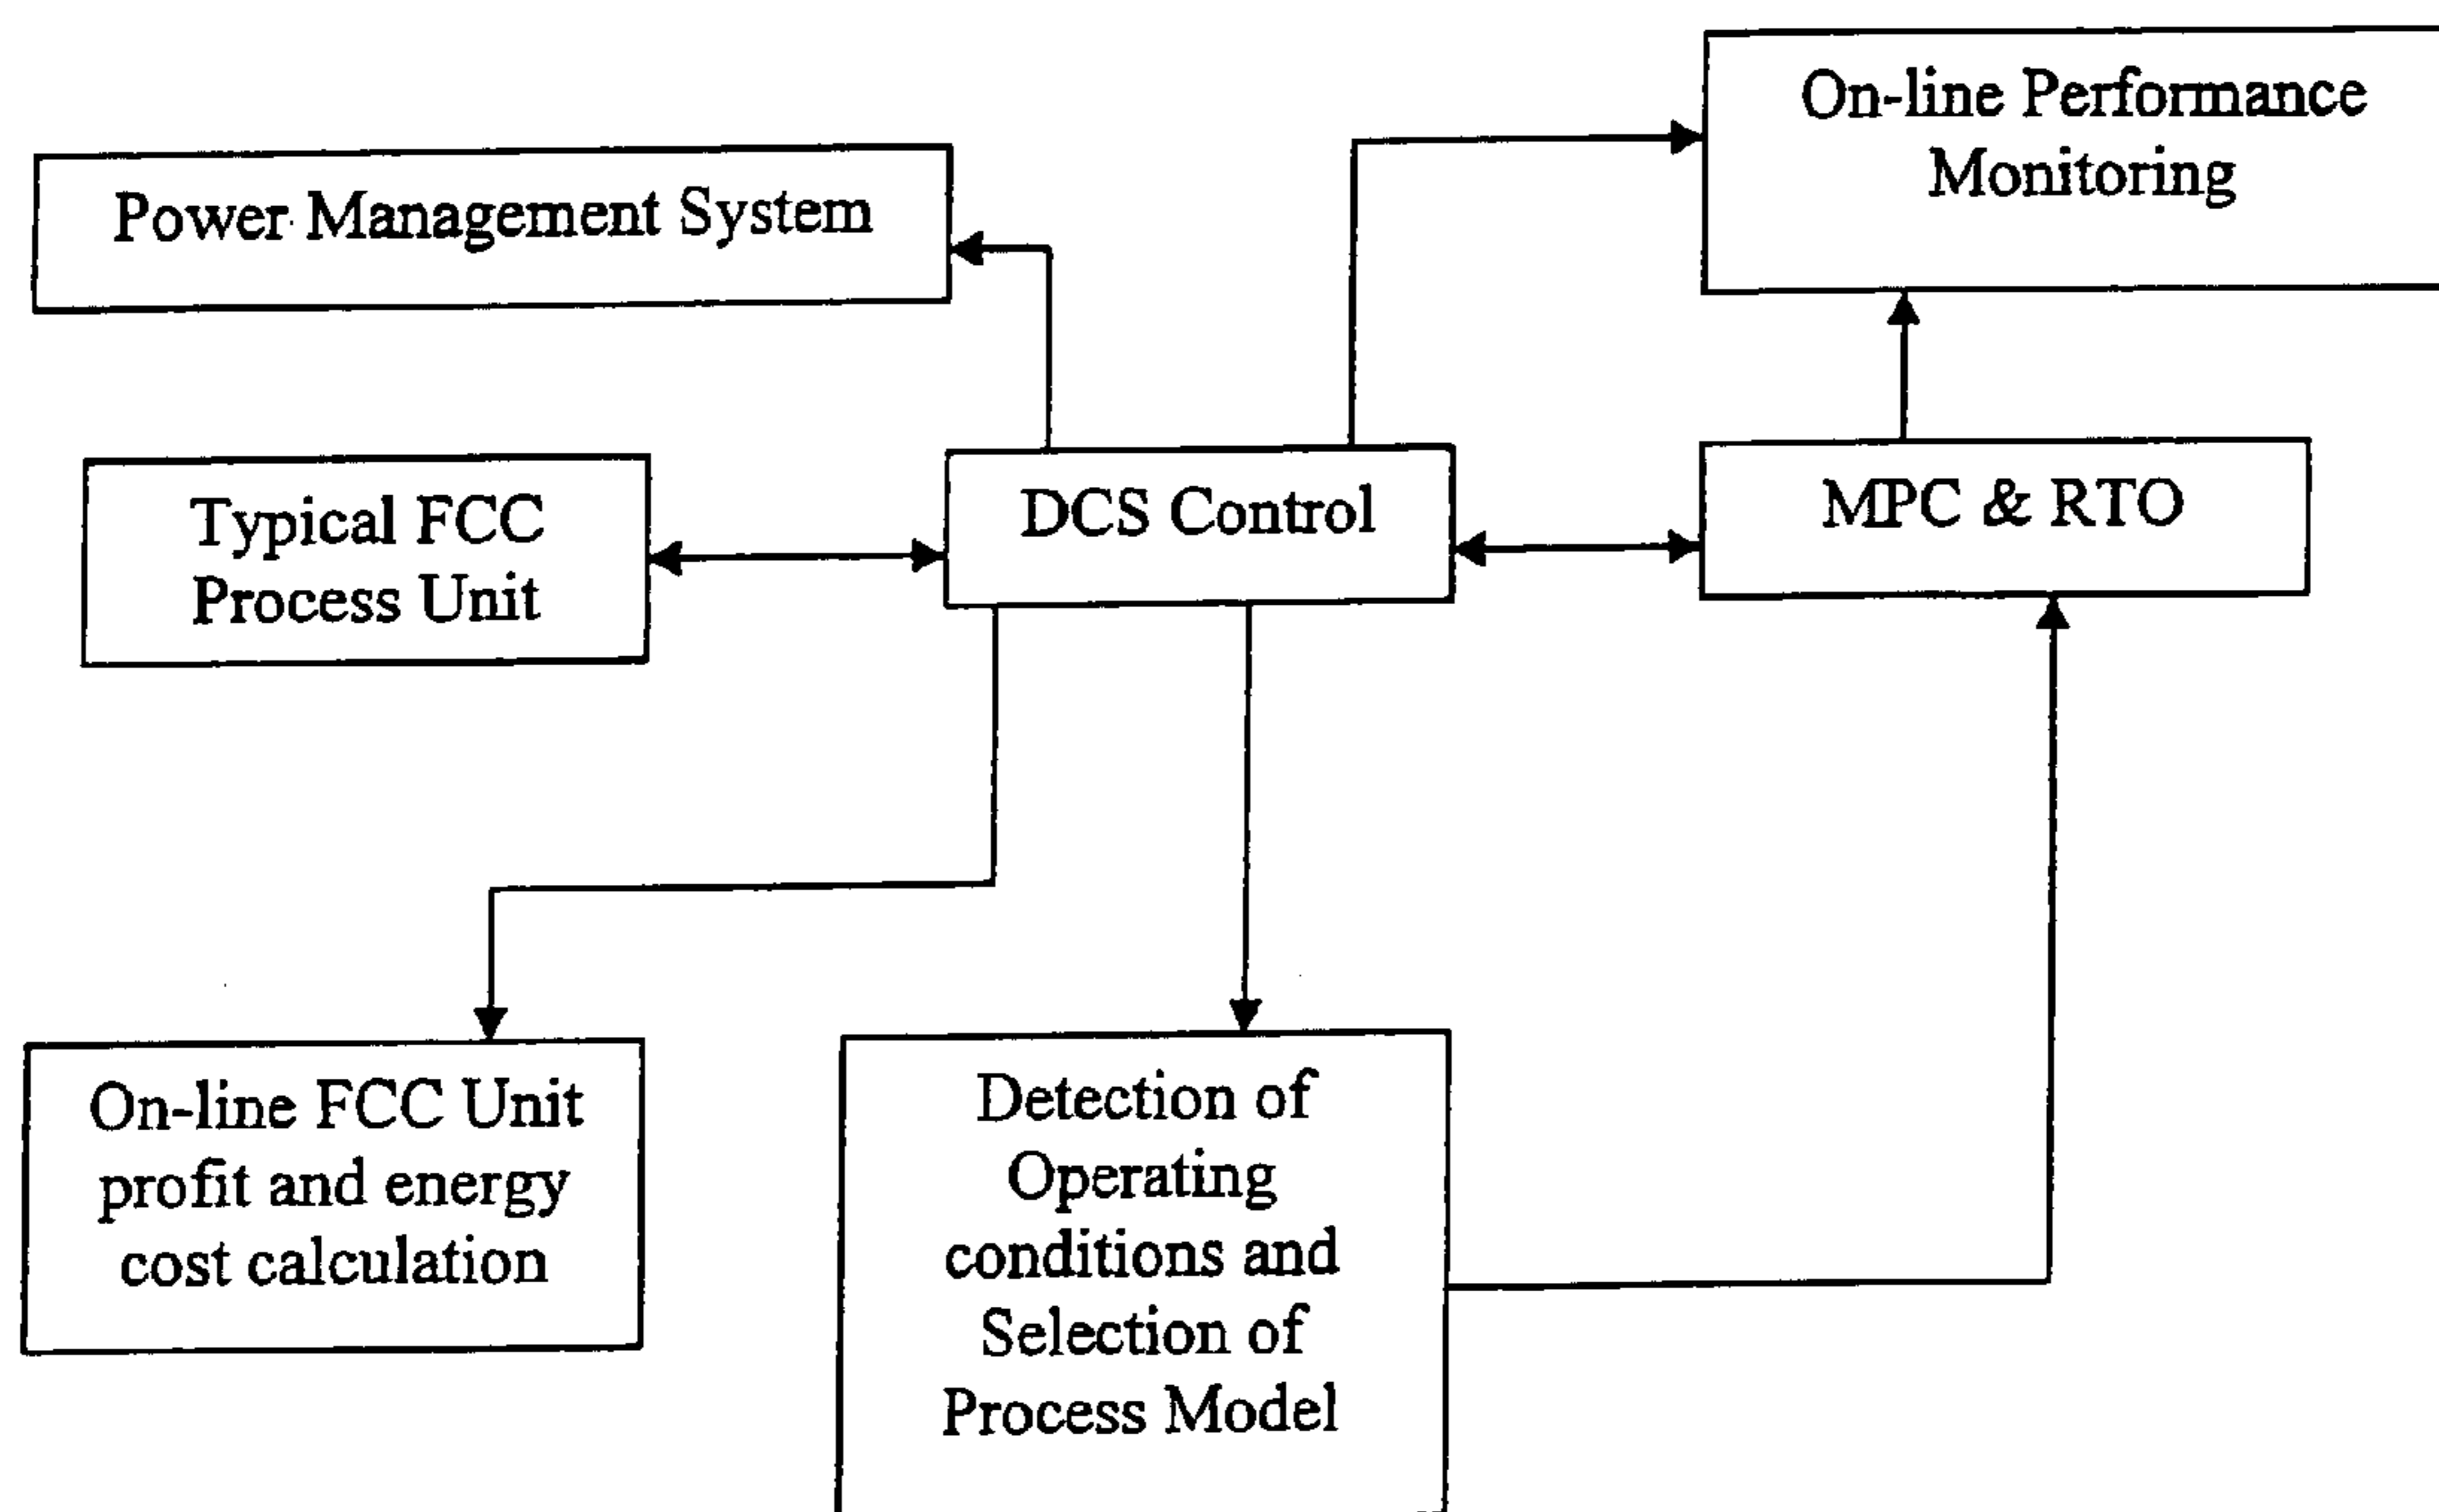 On-line Performance
Monitoring
Power Management System
Typical FCC
Process Unit
DCS Control
MPC & RTO
On-line FCC Unit
profit and energy
cost calculation
Detection of
Operating
conditions and
Selection of
Process Model